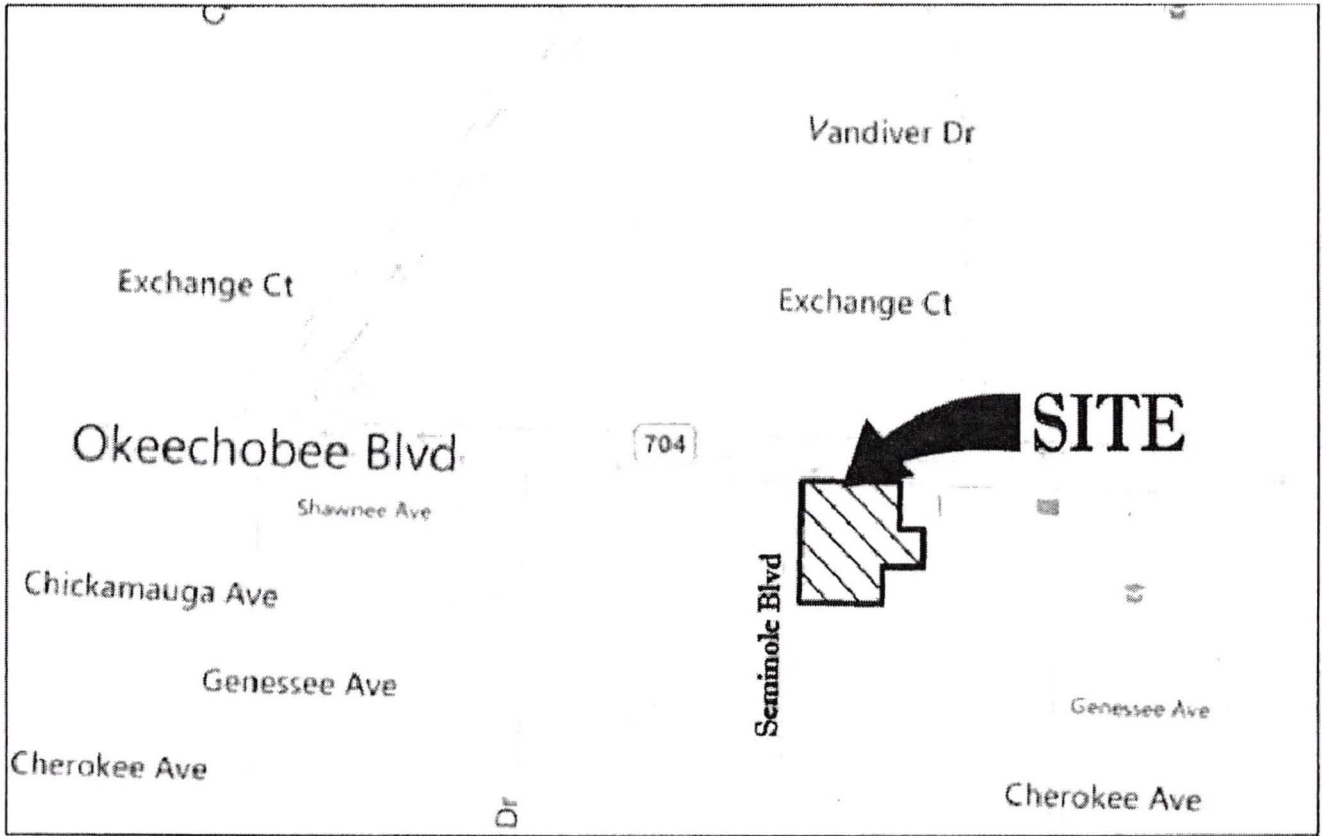 Vandiver Dr
Exchange Ct
Exchange Ct
SITE
Okeechobee Blvd
704
Shawnee Ave
Seminole Blvd
Chickamauga Ave
Genessee Ave
Genessee Ave
Cherokee Ave
Cherokee Ave
Dr